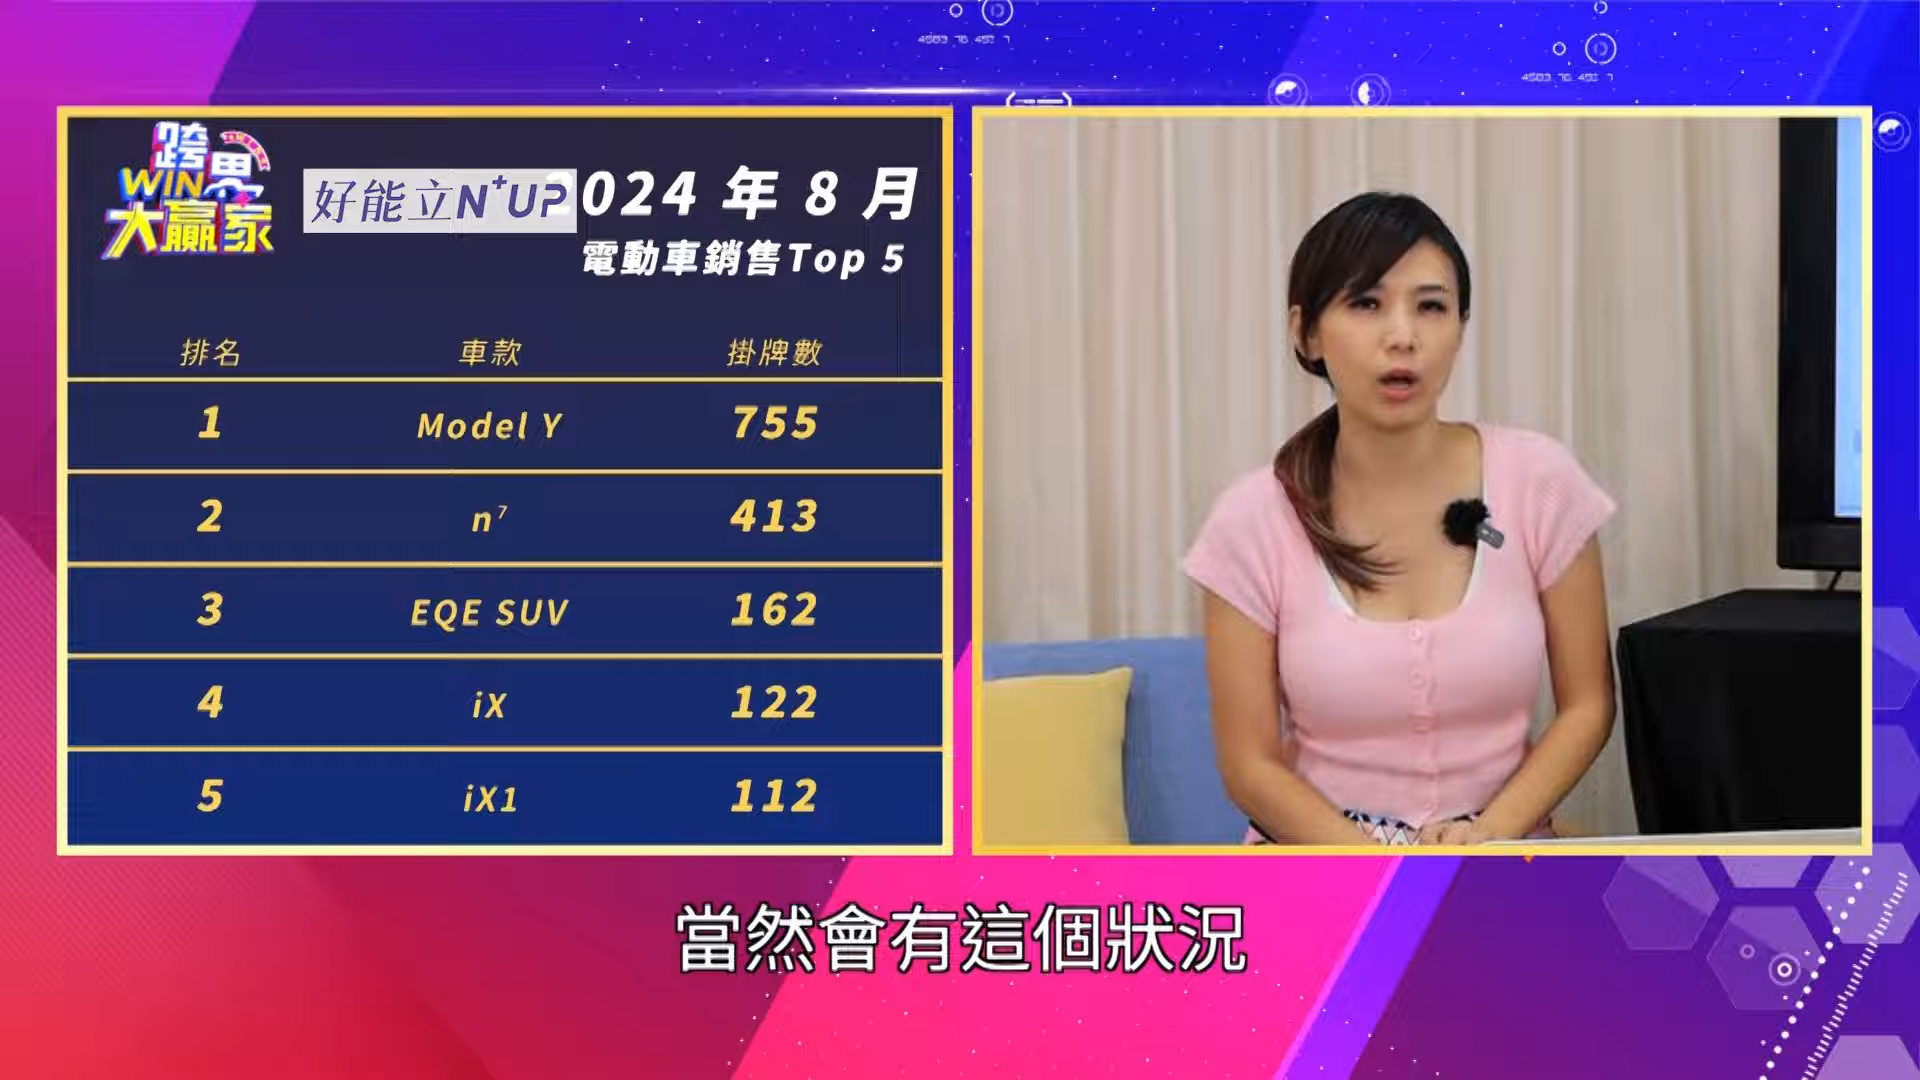 跨界
WIN
大贏家
好能立N⁺UP
2024 年 8 月
電動車銷售Top 5
排名 車款 掛牌數
1 Model Y 755
2 n⁷ 413
3 EQE SUV 162
4 iX 122
5 iX1 112
當然會有這個狀況